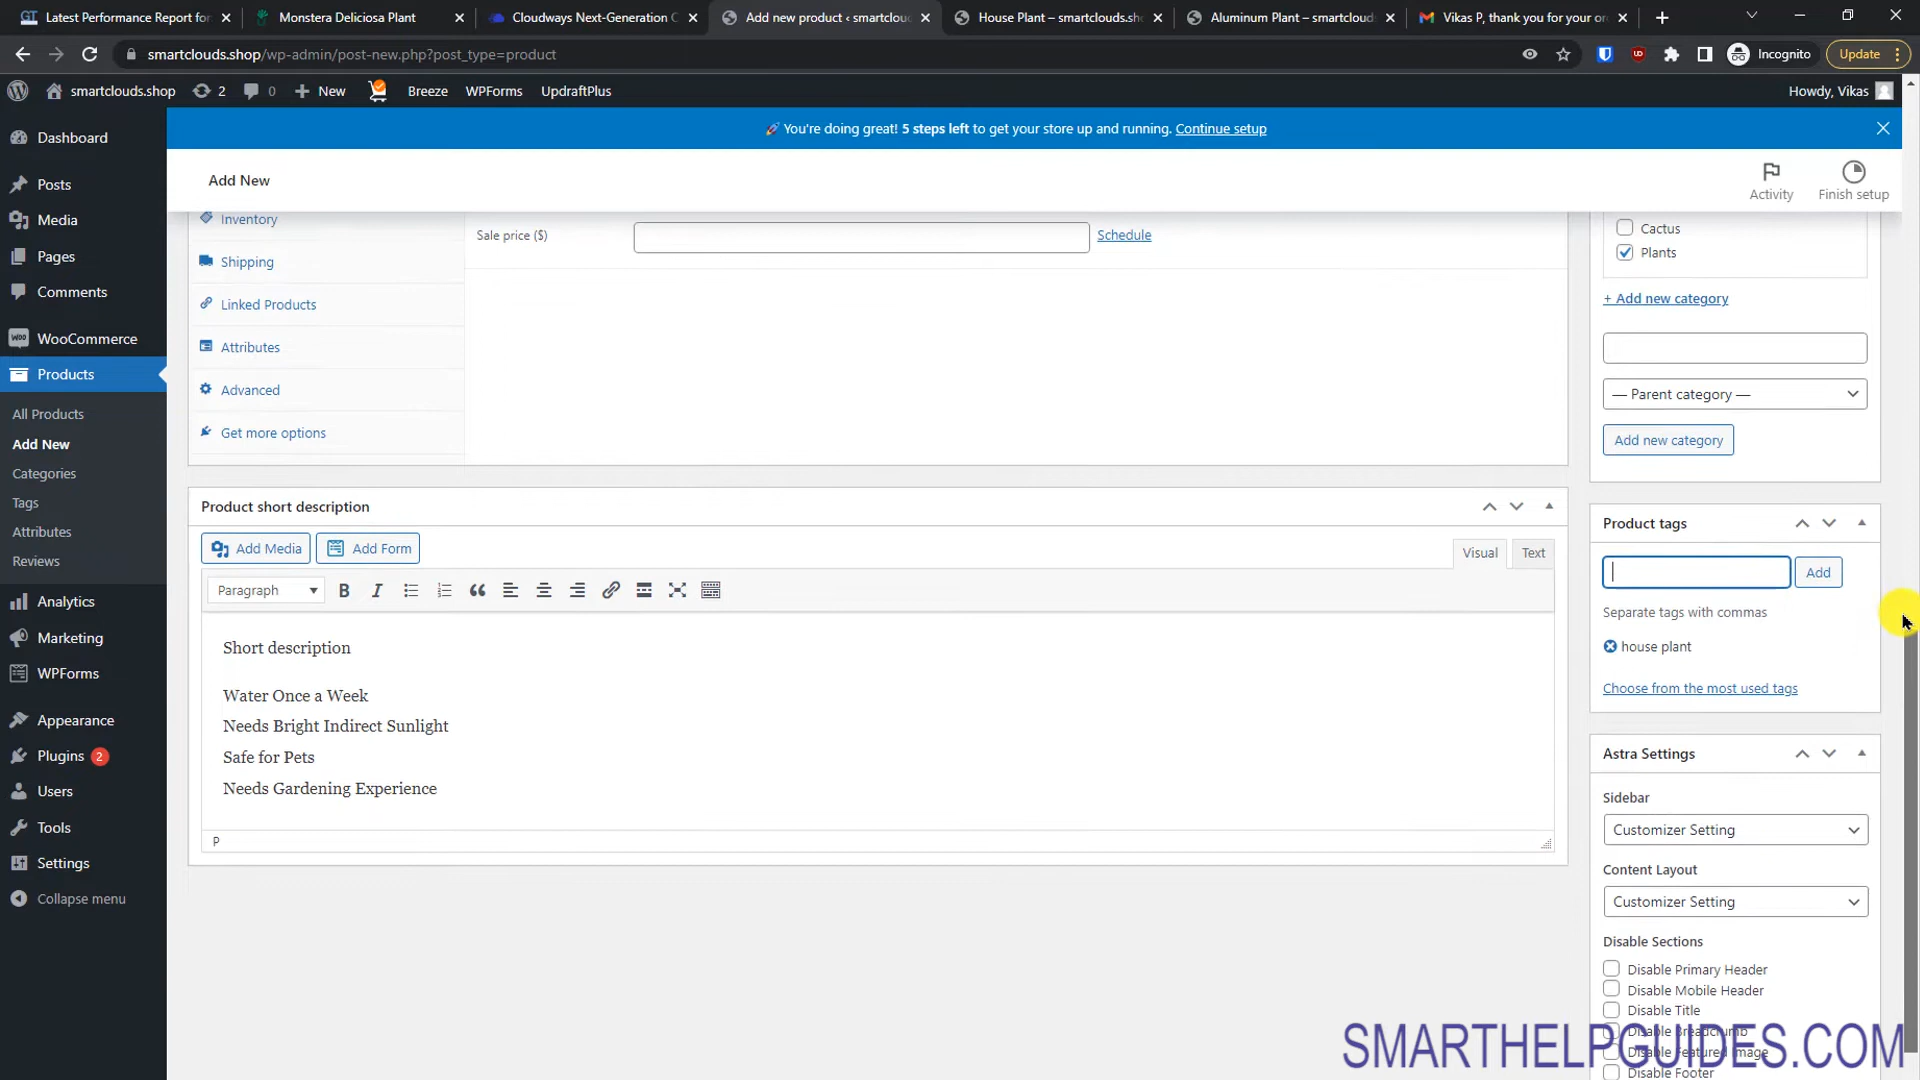 Latest Performance Report for
Monstera Deliciosa Plant
Cloudways Next-Generation C
Add new product ‹ smartclouds
House Plant – smartclouds.sh
Aluminum Plant – smartclouds
Vikas P, thank you for your or
smartclouds.shop/wp-admin/post-new.php?post_type=product
Incognito
Update
smartclouds.shop
2
0
New
Breeze
WPForms
UpdraftPlus
Howdy, Vikas
Dashboard
Posts
Media
Pages
Comments
WooCommerce
Products
All Products
Add New
Categories
Tags
Attributes
Reviews
Analytics
Marketing
WPForms
Appearance
Plugins 2
Users
Tools
Settings
Collapse menu
You're doing great! 5 steps left to get your store up and running. Continue setup
Add New
Activity
Finish setup
Inventory
Shipping
Linked Products
Attributes
Advanced
Get more options
Sale price ($)
Schedule
Product short description
Add Media
Add Form
Visual
Text
Paragraph
Short description
Water Once a Week
Needs Bright Indirect Sunlight
Safe for Pets
Needs Gardening Experience
P
Cactus
Plants
+ Add new category
— Parent category —
Add new category
Product tags
Add
Separate tags with commas
house plant
Choose from the most used tags
Astra Settings
Sidebar
Customizer Setting
Content Layout
Customizer Setting
Disable Sections
Disable Primary Header
Disable Mobile Header
Disable Title
Disable Breadcrumb
Disable Featured Image
Disable Footer
SMARTHELPGUIDES.COM